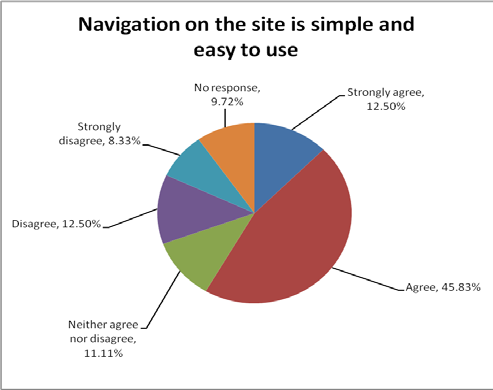 Navigation on the site is simple and
easy to use
No response,
9.72%
Strongly agree,
12.50%
Strongly
disagree, 8.33%
Disagree, 12.50%
Agree, 45.83%
Neither agree
nor disagree,
11.11%